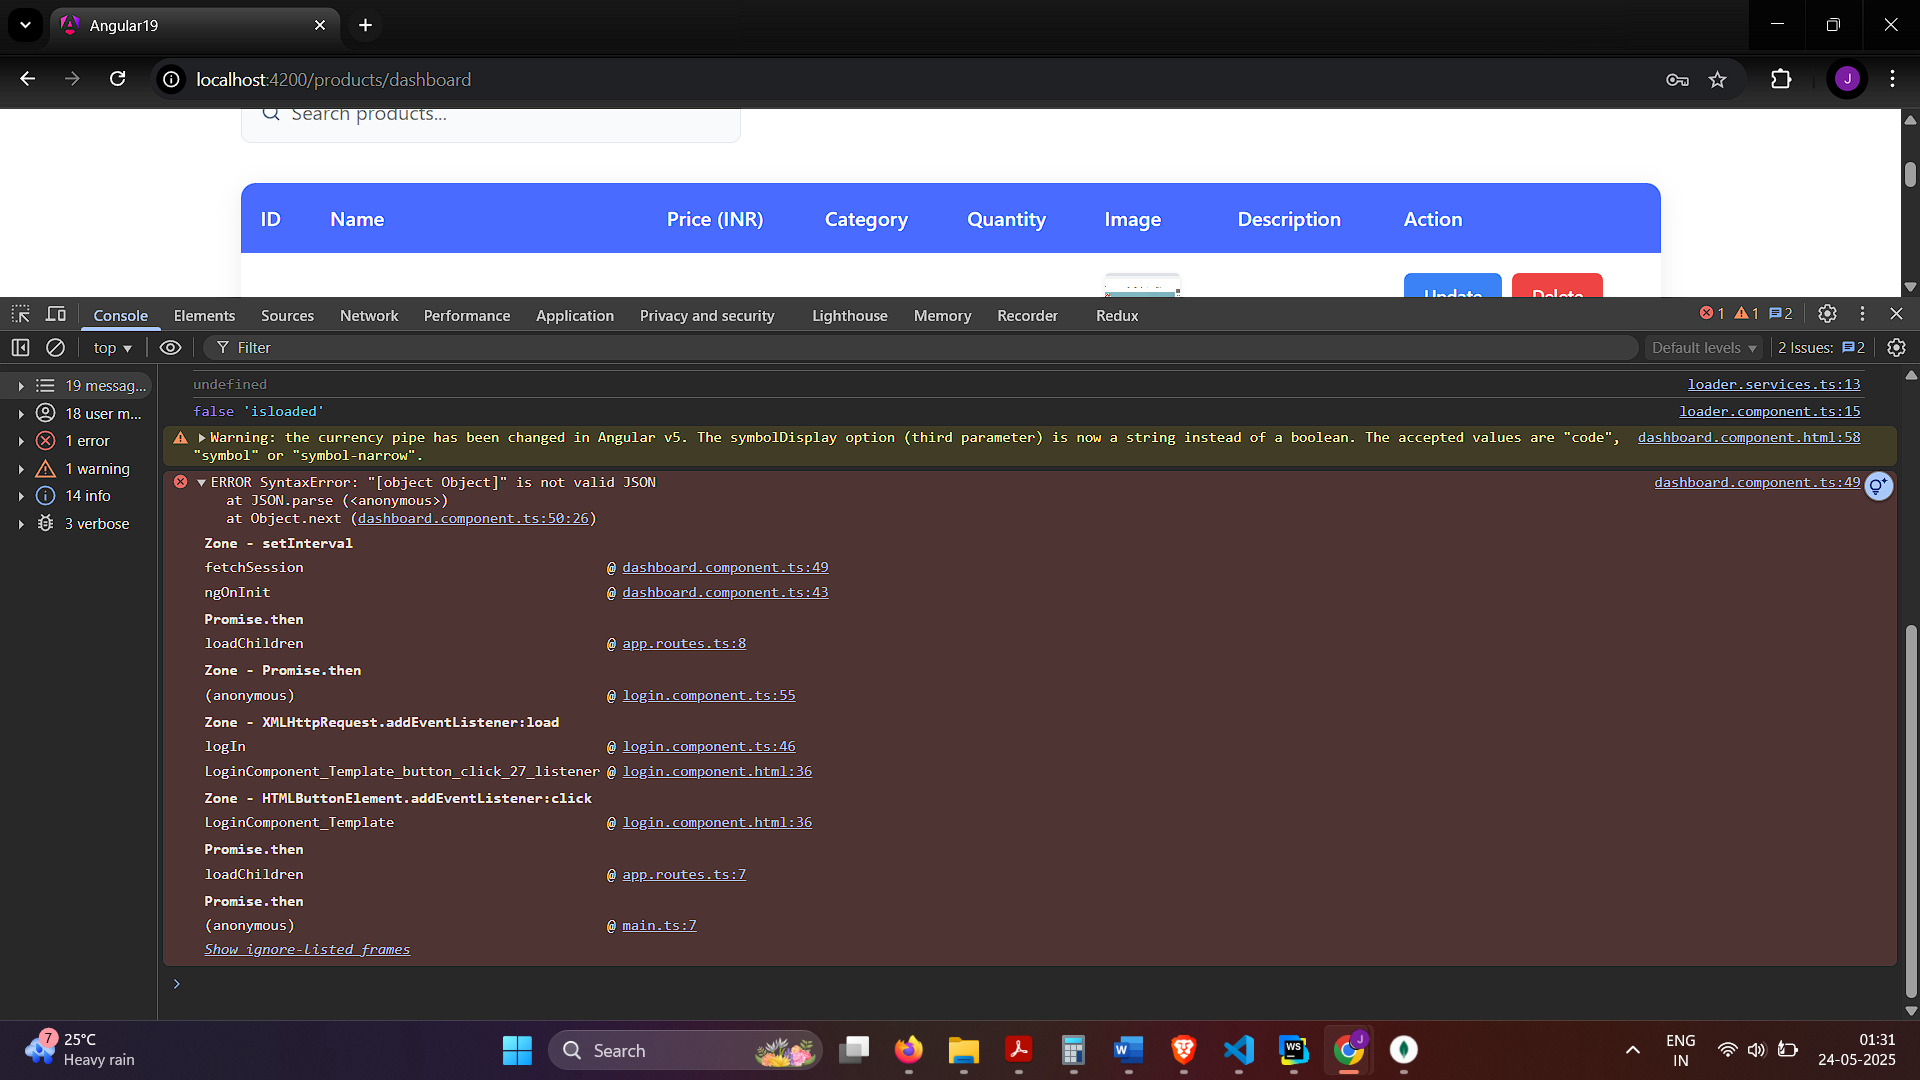 Angular19
localhost:4200/products/dashboard
J
Search products...
ID Name Price (INR) Category Quantity Image Description Action
Update Delete
Console Elements Sources Network Performance Application Privacy and security Lighthouse Memory Recorder Redux 1 1 2
top Filter Default levels 2 Issues: 2
19 messag...
18 user m...
1 error
1 warning
14 info
3 verbose
undefined loader.services.ts:13
false 'isloaded' loader.component.ts:15
Warning: the currency pipe has been changed in Angular v5. The symbolDisplay option (third parameter) is now a string instead of a boolean. The accepted values are "code", dashboard.component.html:58
"symbol" or "symbol-narrow".
ERROR SyntaxError: "[object Object]" is not valid JSON dashboard.component.ts:49
at JSON.parse (<anonymous>)
at Object.next (dashboard.component.ts:50:26)
Zone - setInterval
fetchSession @ dashboard.component.ts:49
ngOnInit @ dashboard.component.ts:43
Promise.then
loadChildren @ app.routes.ts:8
Zone - Promise.then
(anonymous) @ login.component.ts:55
Zone - XMLHttpRequest.addEventListener:load
logIn @ login.component.ts:46
LoginComponent_Template_button_click_27_listener @ login.component.html:36
Zone - HTMLButtonElement.addEventListener:click
LoginComponent_Template @ login.component.html:36
Promise.then
loadChildren @ app.routes.ts:7
Promise.then
(anonymous) @ main.ts:7
Show ignore-listed frames
7 25°C
Heavy rain
Search
W
WS
J
ENG
IN
01:31
24-05-2025